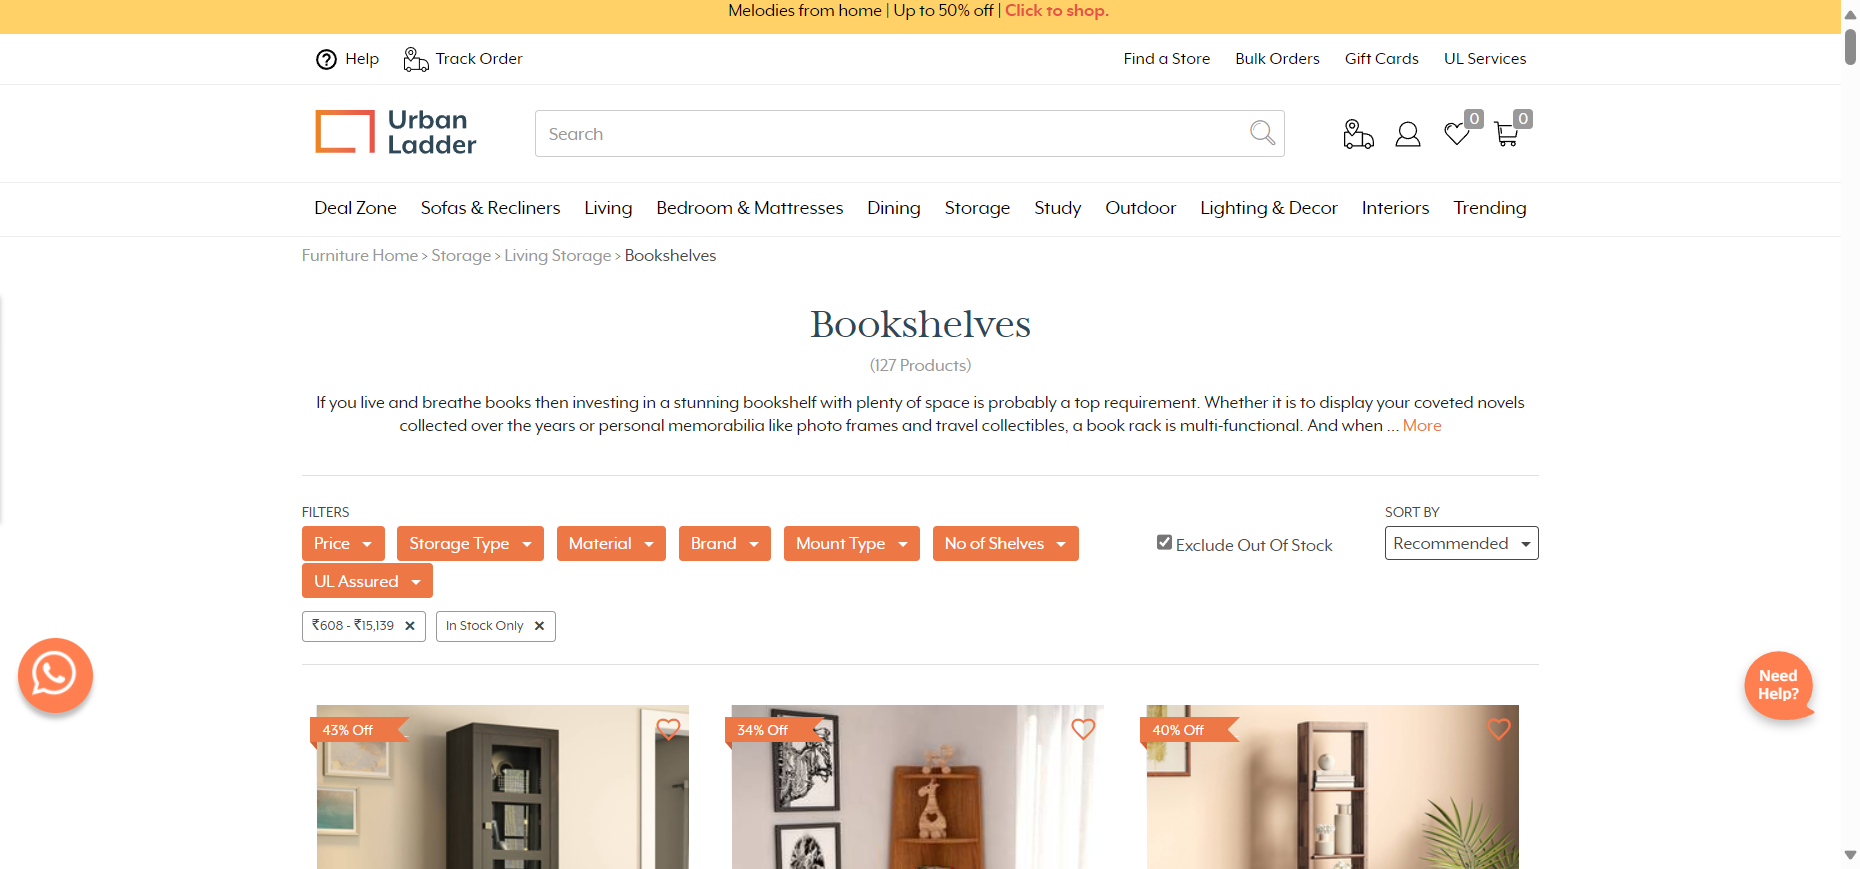 Melodies from home | Up to 50% off | Click to shop.
Help Track Order Find a Store Bulk Orders Gift Cards UL Services
Urban
Ladder
Search
0 0
Deal Zone Sofas & Recliners Living Bedroom & Mattresses Dining Storage Study Outdoor Lighting & Decor Interiors Trending
Furniture Home > Storage > Living Storage > Bookshelves
Bookshelves
(127 Products)
If you live and breathe books then investing in a stunning bookshelf with plenty of space is probably a top requirement. Whether it is to display your coveted novels
collected over the years or personal memorabilia like photo frames and travel collectibles, a book rack is multi-functional. And when ... More
FILTERS SORT BY
Price Storage Type Material Brand Mount Type No of Shelves Exclude Out Of Stock Recommended
UL Assured
₹608 - ₹15,139 ✕ In Stock Only ✕
Need
Help?
43% Off 34% Off 40% Off